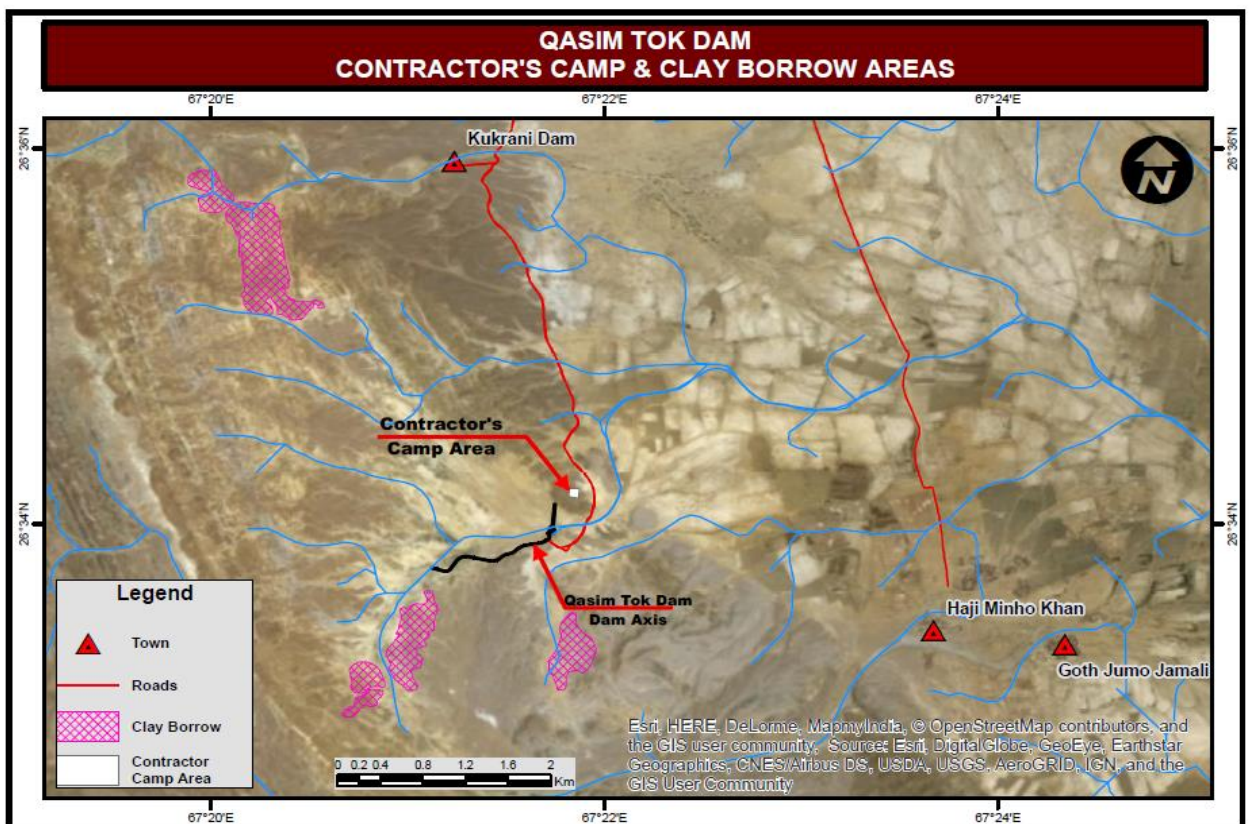 QASIM TOK DAM
CONTRACTOR'S CAMP & CLAY BORROW AREAS
67°20'E
67°22'E
67°24'E
26°36'N
26°36'N
Kukrani Dam
N
Contractor's
Camp Area
26°34'N
26°34'N
Qasim Tok Dam
Dam Axis
Haji Minho Khan
Goth Jumo Jamali
Legend
Town
Roads
Clay Borrow
Contractor
Camp Area
0 0.2 0.4 0.8 1.2 1.6 2
Km
Esri, HERE, DeLorme, MapmyIndia, © OpenStreetMap contributors, and
the GIS user community, Source: Esri, DigitalGlobe, GeoEye, Earthstar
Geographics, CNES/Airbus DS, USDA, USGS, AeroGRID, IGN, and the
GIS User Community
67°20'E
67°22'E
67°24'E